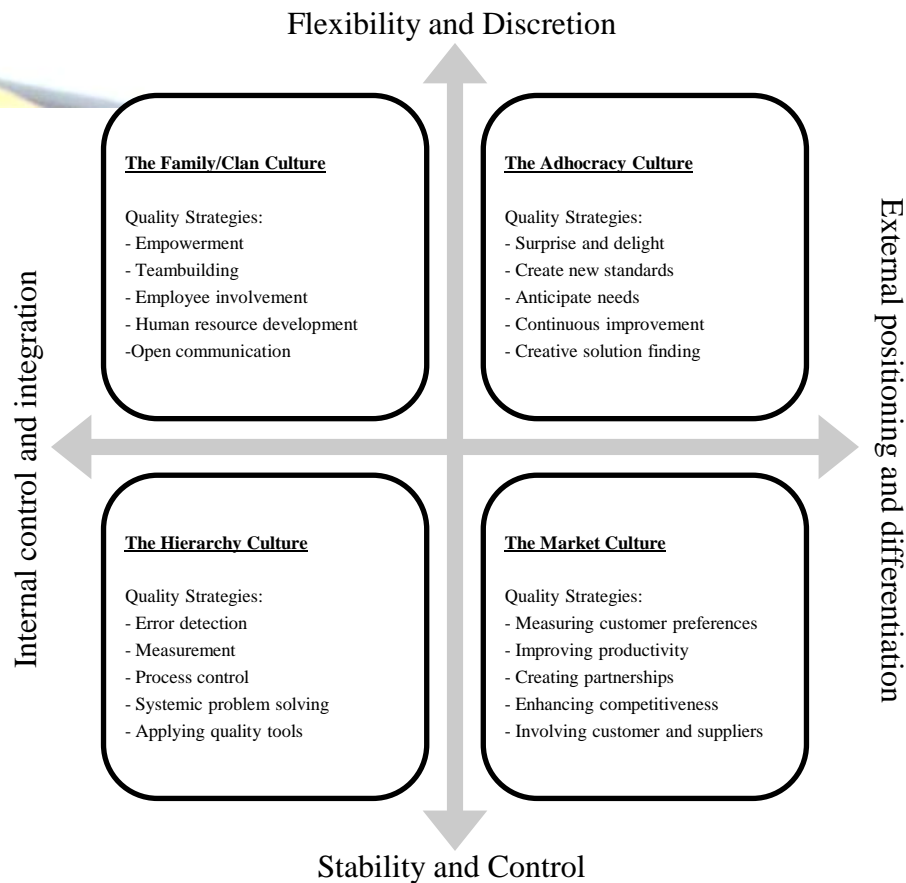 Flexibility and Discretion
Internal control and integration
The Family/Clan Culture
Quality Strategies:
- Empowerment
- Teambuilding
- Employee involvement
- Human resource development
-Open communication
The Adhocracy Culture
Quality Strategies:
- Surprise and delight
- Create new standards
- Anticipate needs
- Continuous improvement
- Creative solution finding
External positioning and differentiation
The Hierarchy Culture
Quality Strategies:
- Error detection
- Measurement
- Process control
- Systemic problem solving
- Applying quality tools
The Market Culture
Quality Strategies:
- Measuring customer preferences
- Improving productivity
- Creating partnerships
- Enhancing competitiveness
- Involving customer and suppliers
Stability and Control